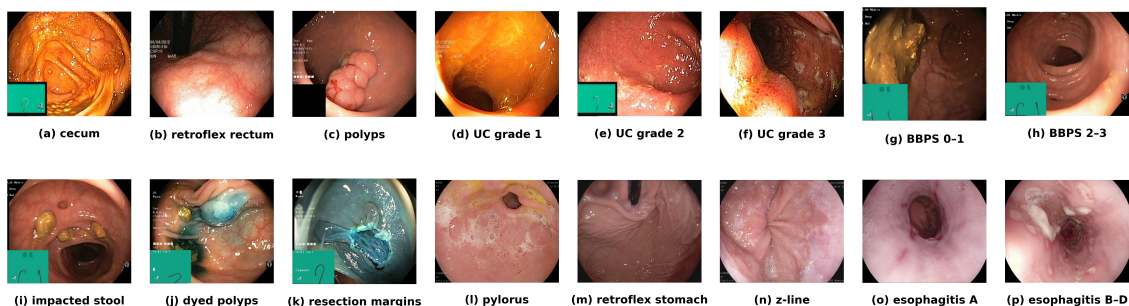 (a) cecum
(b) retroflex rectum
(c) polyps
(d) UC grade 1
(e) UC grade 2
(f) UC grade 3
(g) BBPS 0–1
(h) BBPS 2–3
(i) impacted stool
(j) dyed polyps
(k) resection margins
(l) pylorus
(m) retroflex stomach
(n) z-line
(o) esophagitis A
(p) esophagitis B–D